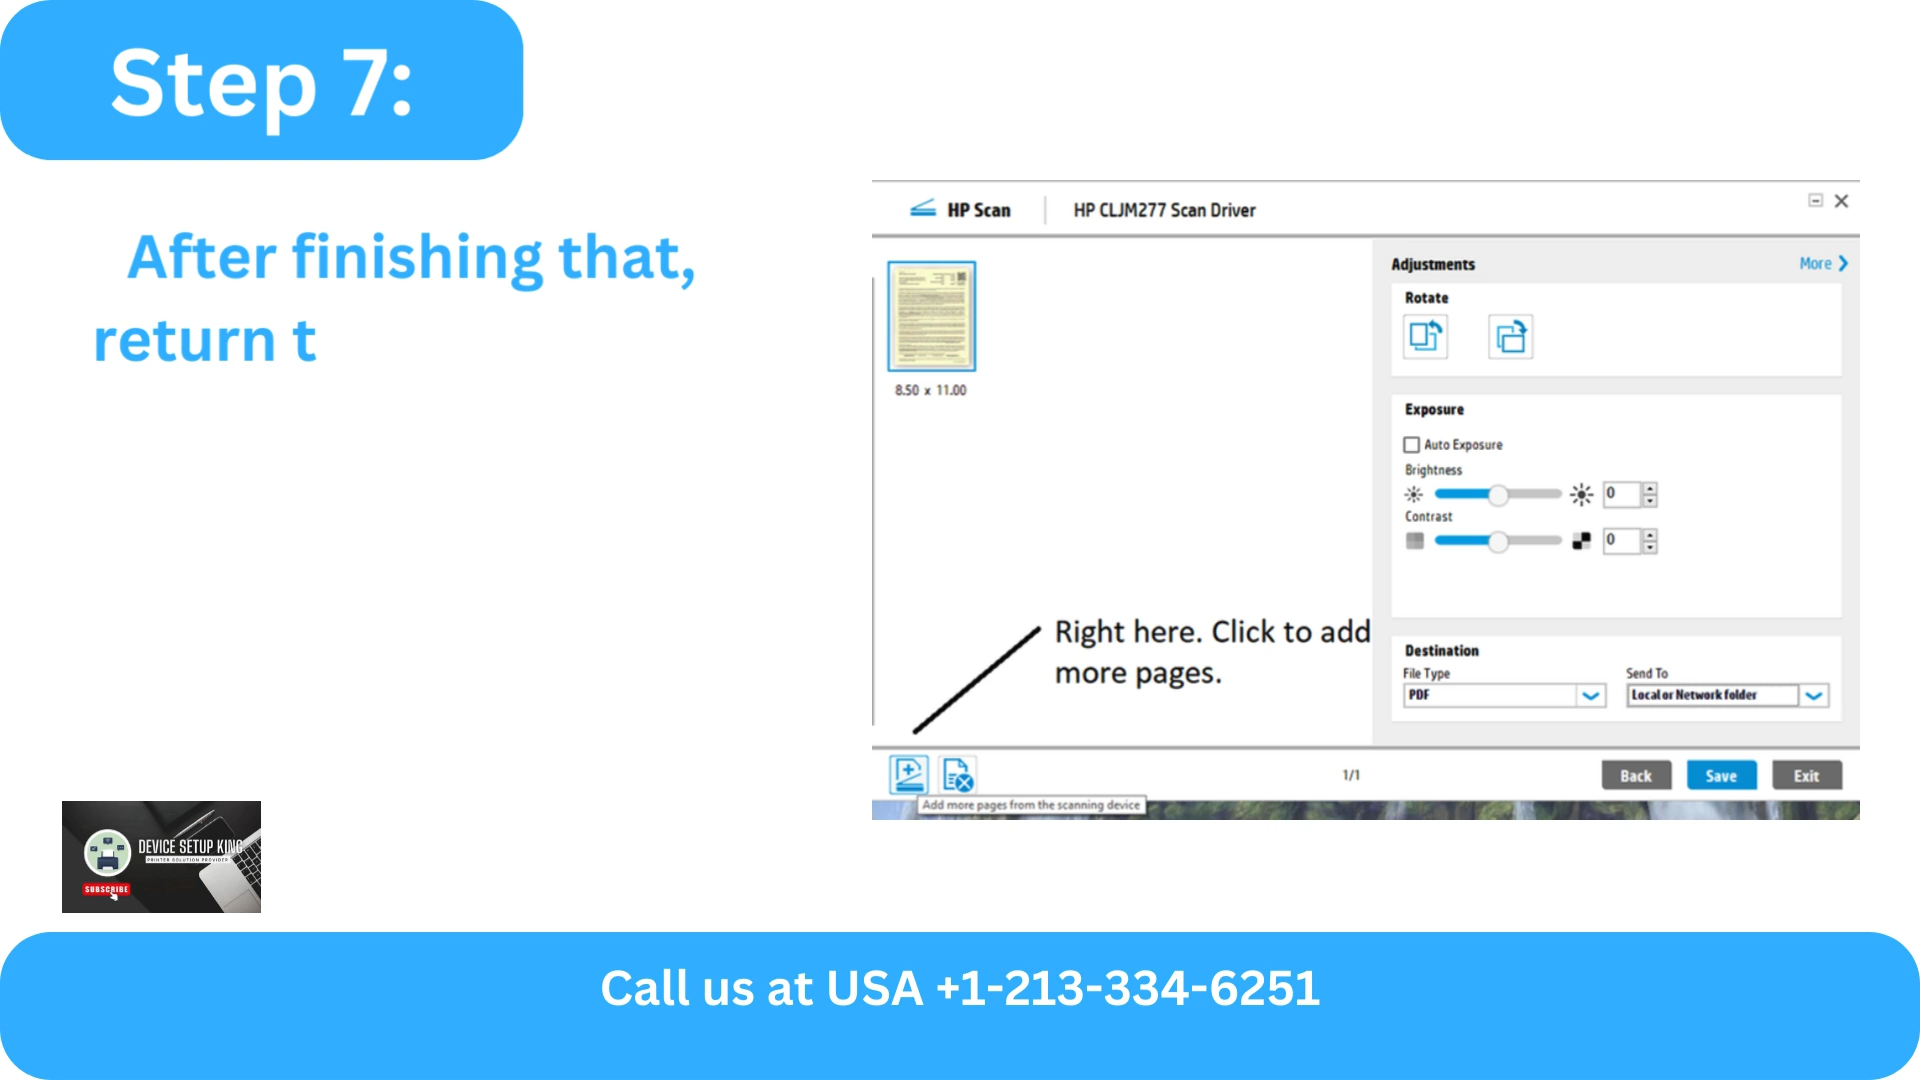 Step 7:
After finishing that,
return t
HP Scan
HP CLJM277 Scan Driver
8.50 x 11.00
Right here. Click to add
more pages.
Adjustments
More
Rotate
Exposure
Auto Exposure
Brightness
0
Contrast
0
Destination
File Type
Send To
PDF
Local or Network folder
1/1
Back
Save
Exit
Add more pages from the scanning device
DEVICE SETUP KING
PRINTER SOLUTION PROVIDER
SUBSCRIBE
Call us at USA +1-213-334-6251